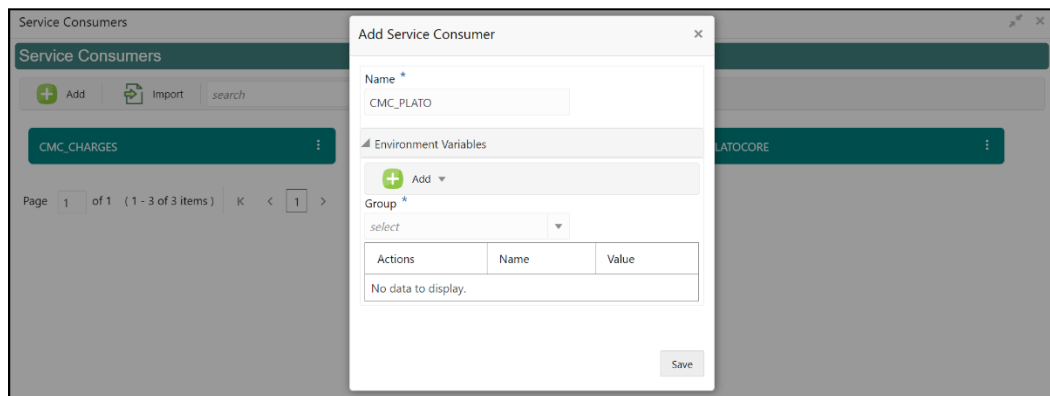 Service Consumers
Service Consumers
Add Import search
CMC_CHARGES
LATOCORE
Page 1 of 1 ( 1 - 3 of 3 items ) K < 1 >
Add Service Consumer ×
Name *
CMC_PLATO
Environment Variables
Add
Group *
select
Actions Name Value
No data to display.
Save